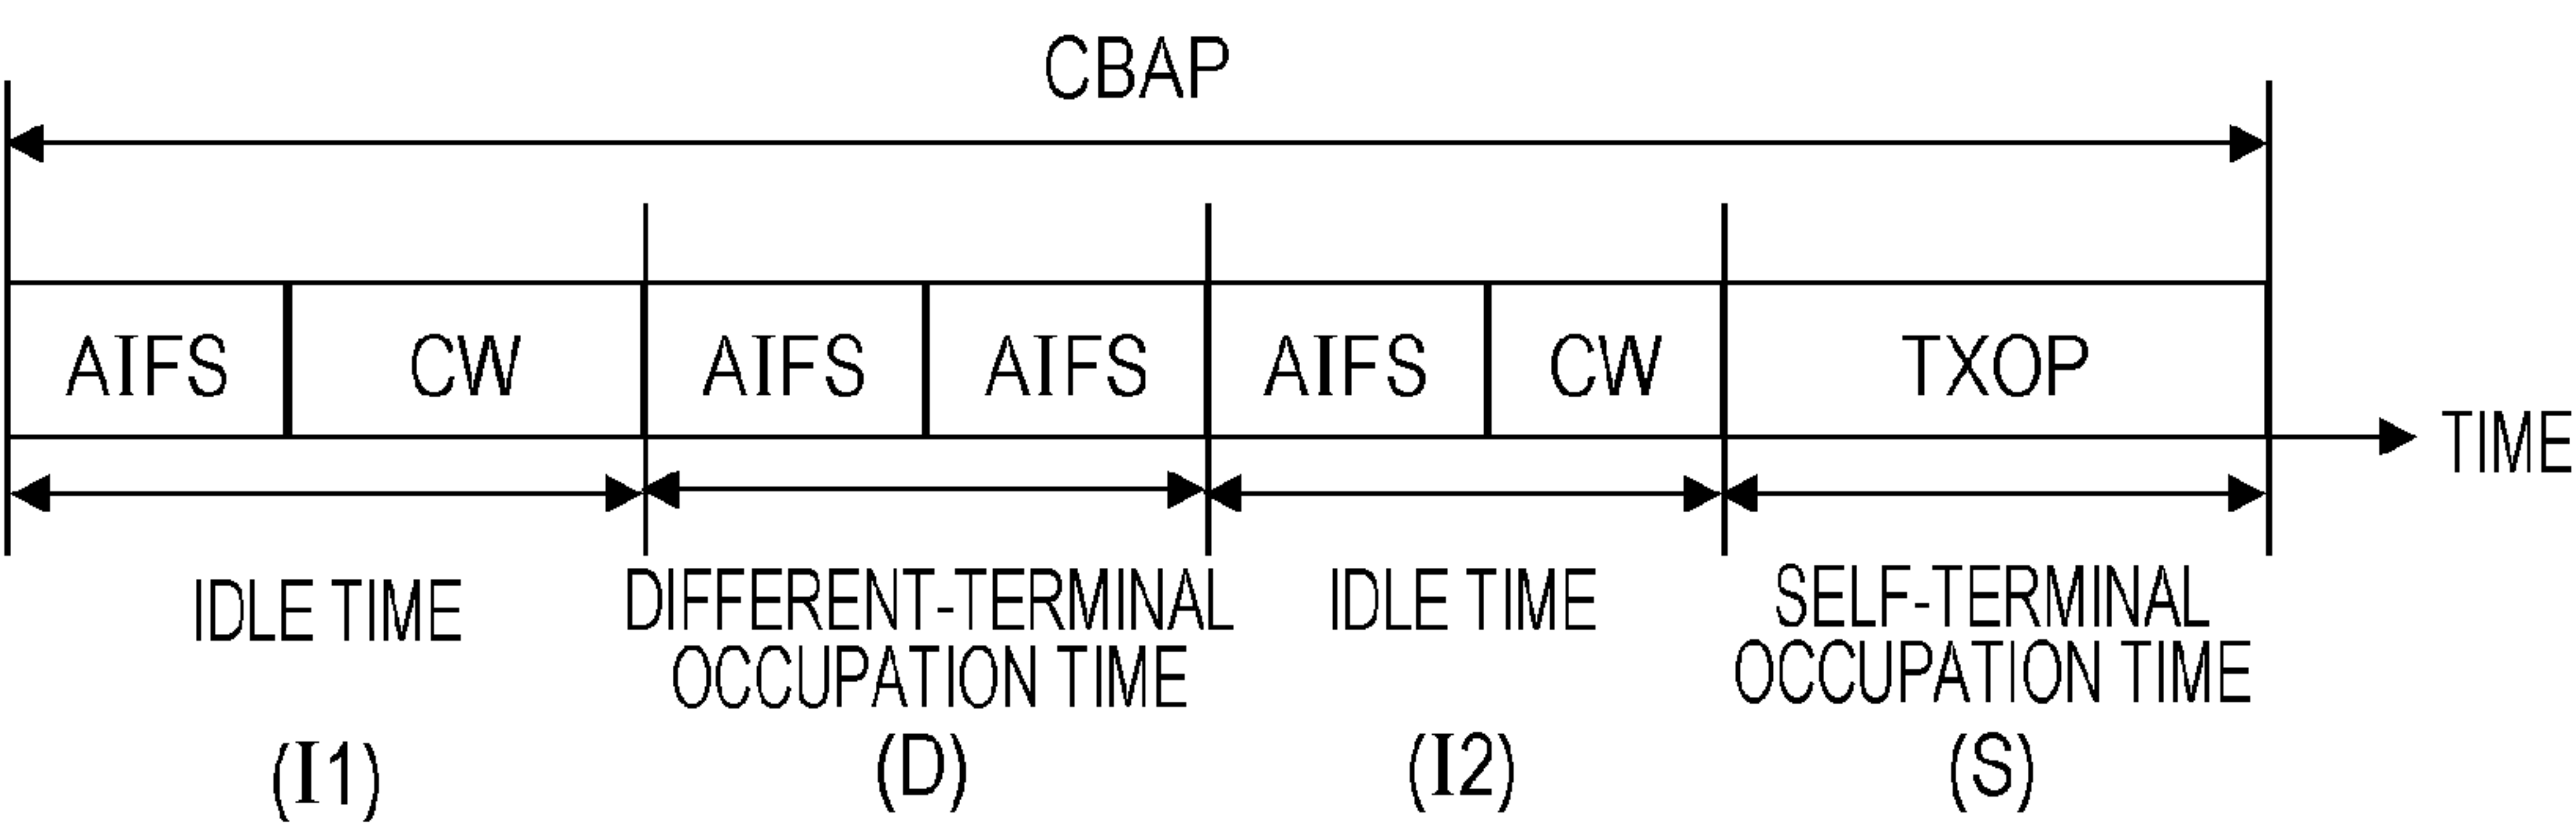 CBAP
AIFS CW AIFS AIFS AIFS CW TXOP
TIME
IDLE TIME
(I1)
DIFFERENT-TERMINAL
OCCUPATION TIME
(D)
IDLE TIME
(I2)
SELF-TERMINAL
OCCUPATION TIME
(S)